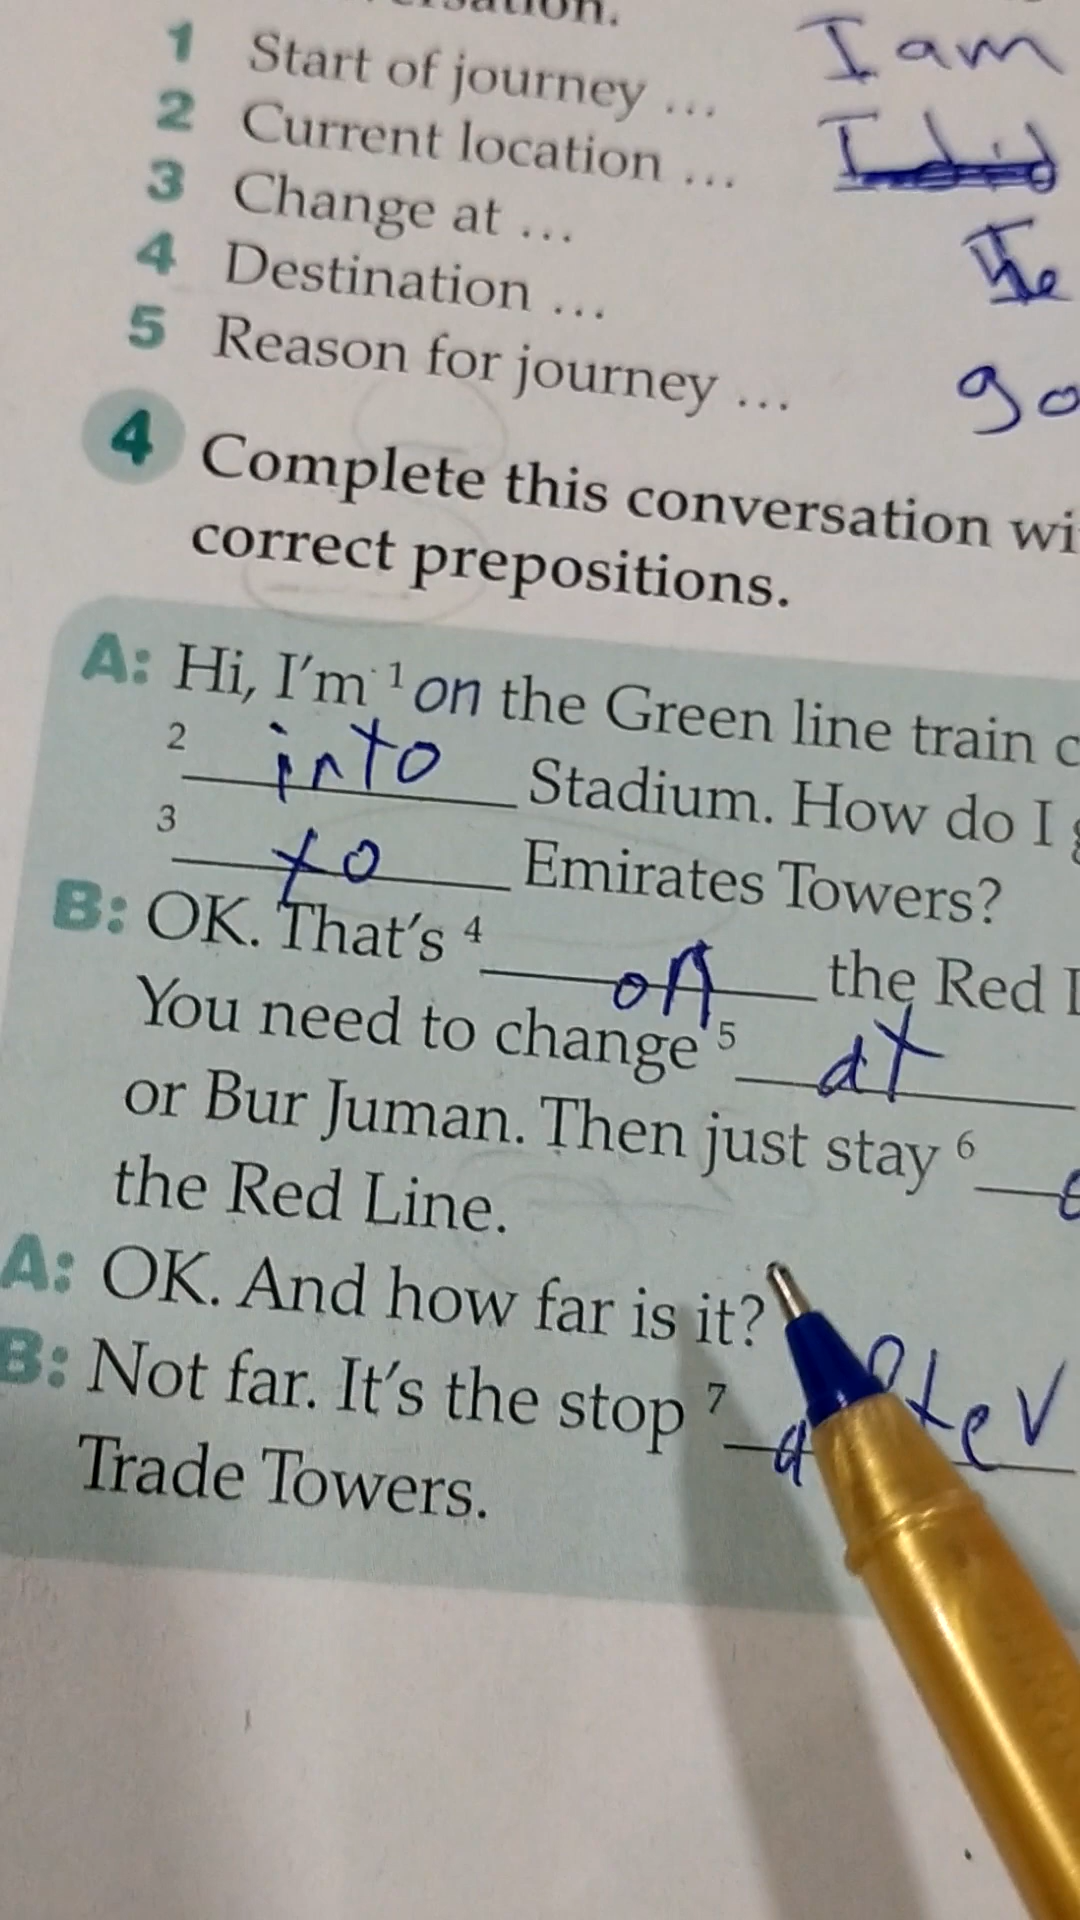 1 Start of journey ... I am
2 Current location ...
3 Change at ... The
4 Destination ...
5 Reason for journey ... go
4 Complete this conversation wi
correct prepositions.
A: Hi, I'm ¹ on the Green line train c
² into Stadium. How do I g
³ to Emirates Towers?
B: OK. That's ⁴ on the Red L
You need to change ⁵ at
or Bur Juman. Then just stay ⁶
the Red Line.
A: OK. And how far is it?
B: Not far. It's the stop ⁷
Trade Towers.